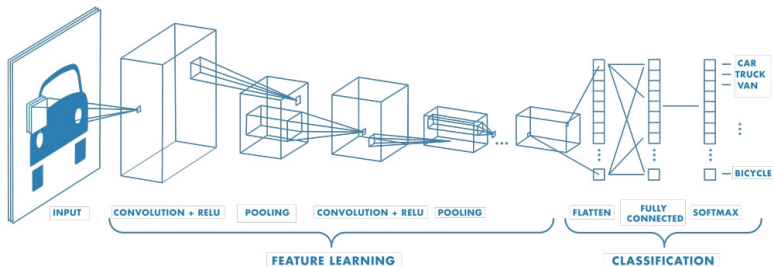 CAR
TRUCK
VAN
BICYCLE
INPUT
CONVOLUTION + RELU
POOLING
CONVOLUTION + RELU
POOLING
FLATTEN
FULLY
CONNECTED
SOFTMAX
FEATURE LEARNING
CLASSIFICATION